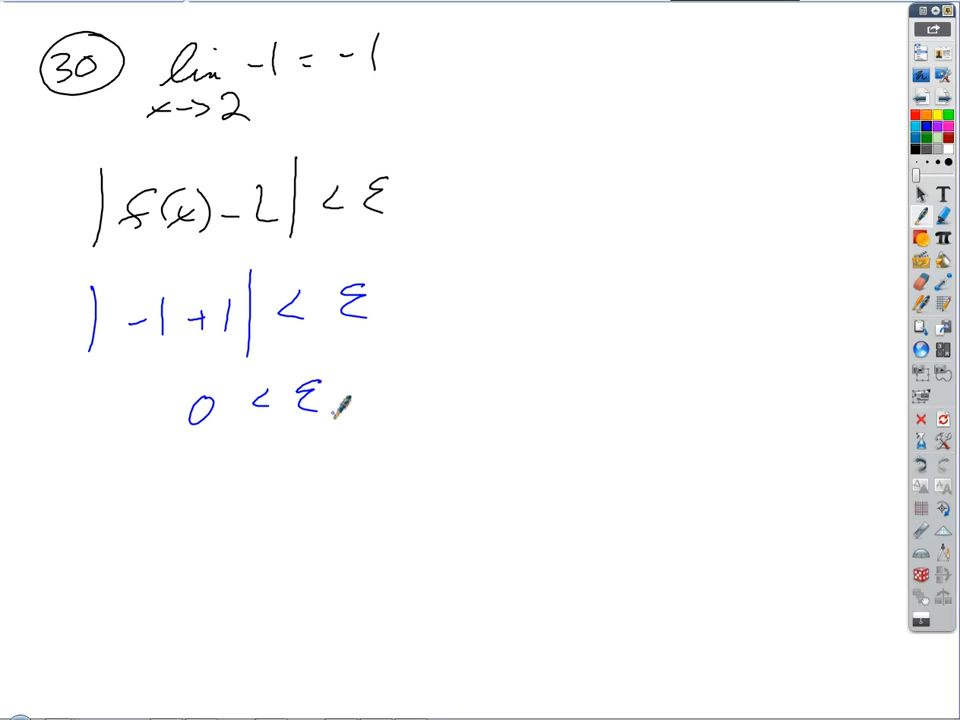 30 lim -1 = -1
x→2
|f(x) - L| < ε
|-1 + 1| < ε
0 < ε